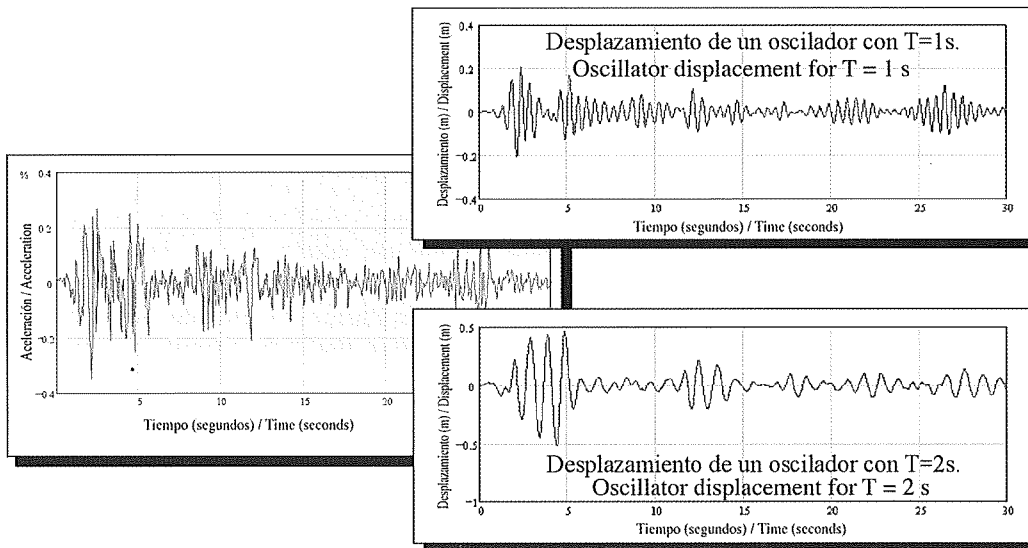 0.4
Desplazamiento de un oscilador con T=1s.
Oscillator displacement for T = 1 s
0.2
0
−0.2
−0.4
Desplazamiento (m) / Displacement (m)
0 5 10 15 20 25 30
Tiempo (segundos) / Time (seconds)
%
0.4
0.2
0
−0.2
−0.4
Aceleración / Acceleration
5 10 15 20
Tiempo (segundos) / Time (seconds)
0.5
0
−0.5
−1
Desplazamiento (m) / Displacement (m)
Desplazamiento de un oscilador con T=2s.
Oscillator displacement for T = 2 s
0 5 10 15 20 25 30
Tiempo (segundos) / Time (seconds)